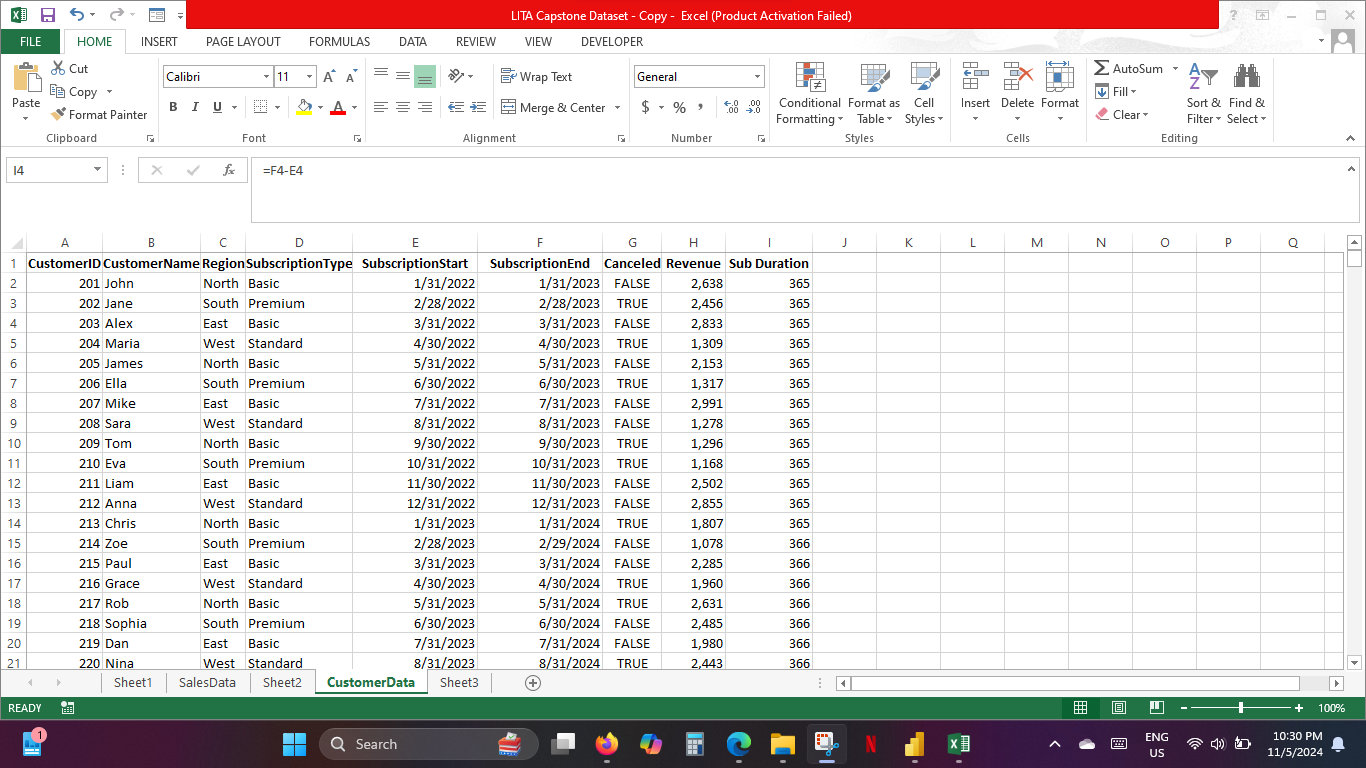 LITA Capstone Dataset - Copy - Excel (Product Activation Failed)
FILE HOME INSERT PAGE LAYOUT FORMULAS DATA REVIEW VIEW DEVELOPER
Paste
Cut
Copy
Format Painter
Clipboard
Calibri 11
B I U
Font
Wrap Text
Merge & Center
Alignment
General
$ % ,
Number
Conditional Formatting
Format as Table
Cell Styles
Styles
Insert Delete Format
Cells
AutoSum
Fill
Clear
Sort & Filter
Find & Select
Editing
I4 fx =F4-E4
A B C D E F G H I J K L M N O P Q
1 CustomerID CustomerName Region SubscriptionType SubscriptionStart SubscriptionEnd Canceled Revenue Sub Duration
2 201 John North Basic 1/31/2022 1/31/2023 FALSE 2,638 365
3 202 Jane South Premium 2/28/2022 2/28/2023 TRUE 2,456 365
4 203 Alex East Basic 3/31/2022 3/31/2023 FALSE 2,833 365
5 204 Maria West Standard 4/30/2022 4/30/2023 TRUE 1,309 365
6 205 James North Basic 5/31/2022 5/31/2023 FALSE 2,153 365
7 206 Ella South Premium 6/30/2022 6/30/2023 TRUE 1,317 365
8 207 Mike East Basic 7/31/2022 7/31/2023 FALSE 2,991 365
9 208 Sara West Standard 8/31/2022 8/31/2023 FALSE 1,278 365
10 209 Tom North Basic 9/30/2022 9/30/2023 TRUE 1,296 365
11 210 Eva South Premium 10/31/2022 10/31/2023 TRUE 1,168 365
12 211 Liam East Basic 11/30/2022 11/30/2023 FALSE 2,502 365
13 212 Anna West Standard 12/31/2022 12/31/2023 FALSE 2,855 365
14 213 Chris North Basic 1/31/2023 1/31/2024 TRUE 1,807 365
15 214 Zoe South Premium 2/28/2023 2/29/2024 FALSE 1,078 366
16 215 Paul East Basic 3/31/2023 3/31/2024 FALSE 2,285 366
17 216 Grace West Standard 4/30/2023 4/30/2024 TRUE 1,960 366
18 217 Rob North Basic 5/31/2023 5/31/2024 TRUE 2,631 366
19 218 Sophia South Premium 6/30/2023 6/30/2024 FALSE 2,485 366
20 219 Dan East Basic 7/31/2023 7/31/2024 FALSE 1,980 366
21 220 Nina West Standard 8/31/2023 8/31/2024 TRUE 2,443 366
Sheet1 SalesData Sheet2 CustomerData Sheet3
READY 100%
1 Search ENG US 10:30 PM 11/5/2024